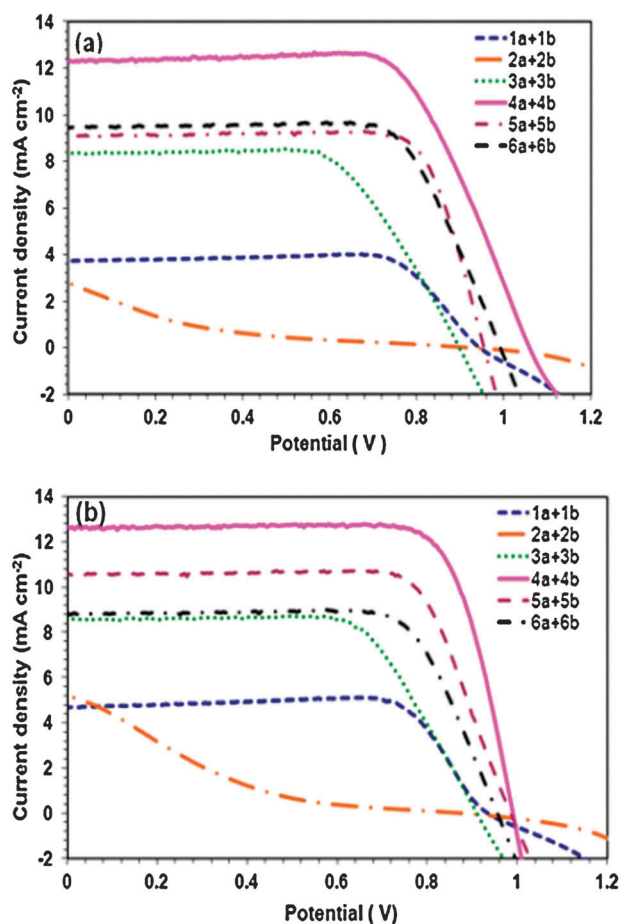 (a)
1a+1b
2a+2b
3a+3b
4a+4b
5a+5b
6a+6b
Current density (mA cm-2)
14
12
10
8
6
4
2
0
-2
0 0.2 0.4 0.6 0.8 1 1.2
Potential ( V )
(b)
1a+1b
2a+2b
3a+3b
4a+4b
5a+5b
6a+6b
Current density (mA cm-2)
14
12
10
8
6
4
2
0
-2
0 0.2 0.4 0.6 0.8 1 1.2
Potential ( V)